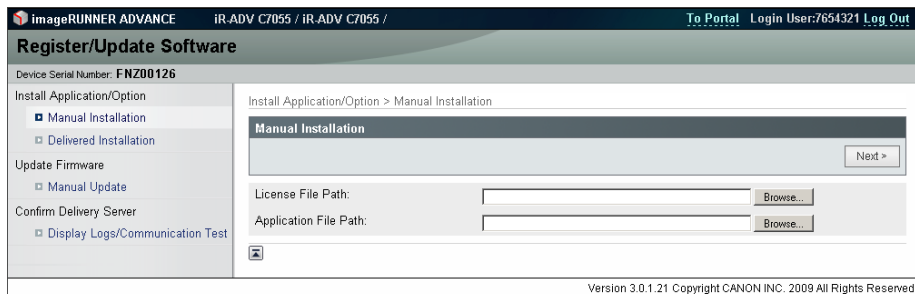 imageRUNNER ADVANCE iR-ADV C7055 / iR-ADV C7055 / To Portal Login User:7654321 Log Out
Register/Update Software
Device Serial Number: FNZ00126
Install Application/Option
Manual Installation
Delivered Installation
Update Firmware
Manual Update
Confirm Delivery Server
Display Logs/Communication Test
Install Application/Option > Manual Installation
Manual Installation
Next >
License File Path: Browse...
Application File Path: Browse...
Version 3.0.1.21 Copyright CANON INC. 2009 All Rights Reserved